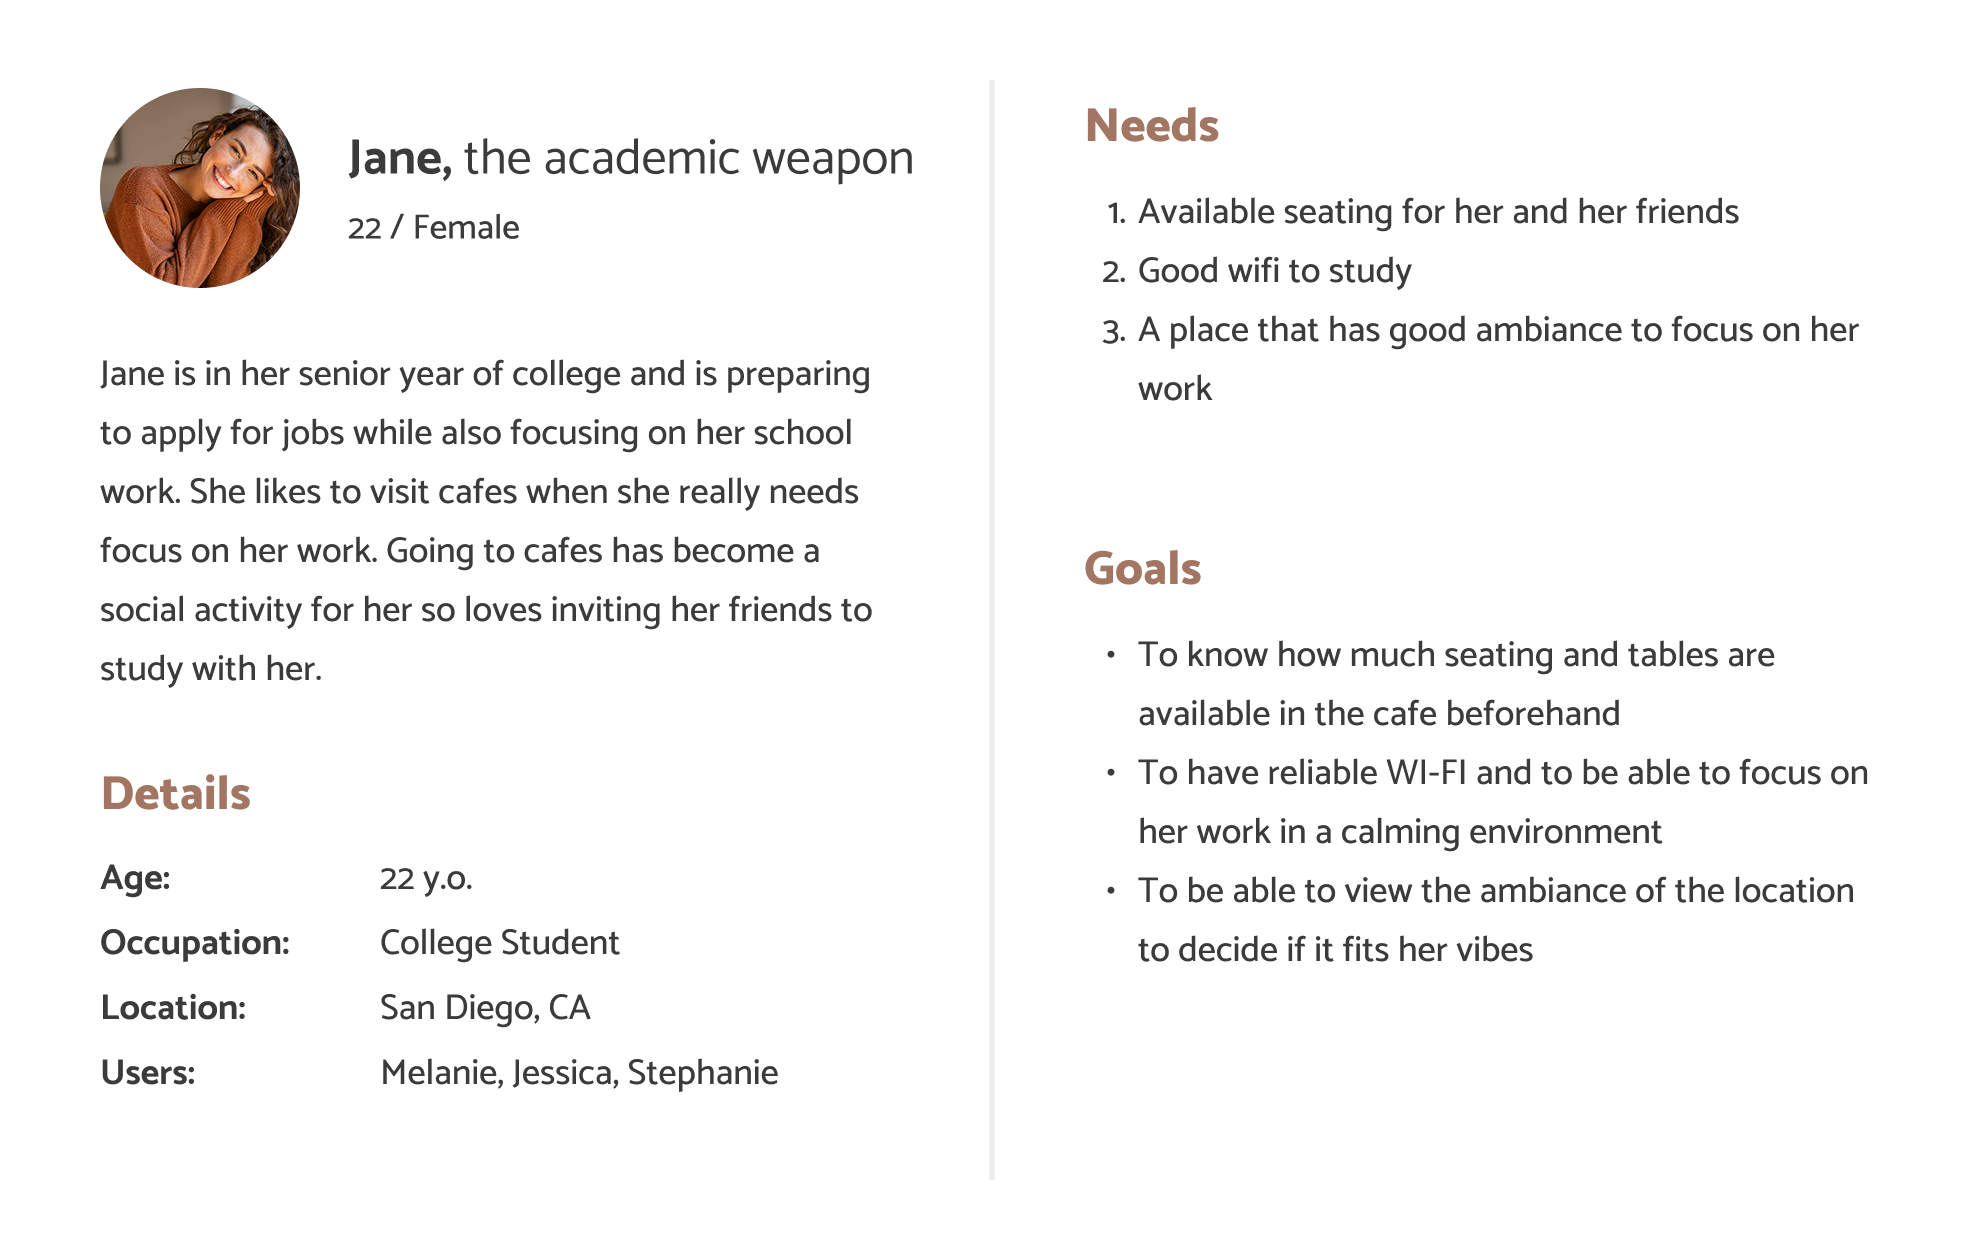 Jane, the academic weapon
22 / Female
Jane is in her senior year of college and is preparing
to apply for jobs while also focusing on her school
work. She likes to visit cafes when she really needs
focus on her work. Going to cafes has become a
social activity for her so loves inviting her friends to
study with her.
Details
Age: 22 y.o.
Occupation: College Student
Location: San Diego, CA
Users: Melanie, Jessica, Stephanie
Needs
1. Available seating for her and her friends
2. Good wifi to study
3. A place that has good ambiance to focus on her
work
Goals
• To know how much seating and tables are
available in the cafe beforehand
• To have reliable WI-FI and to be able to focus on
her work in a calming environment
• To be able to view the ambiance of the location
to decide if it fits her vibes